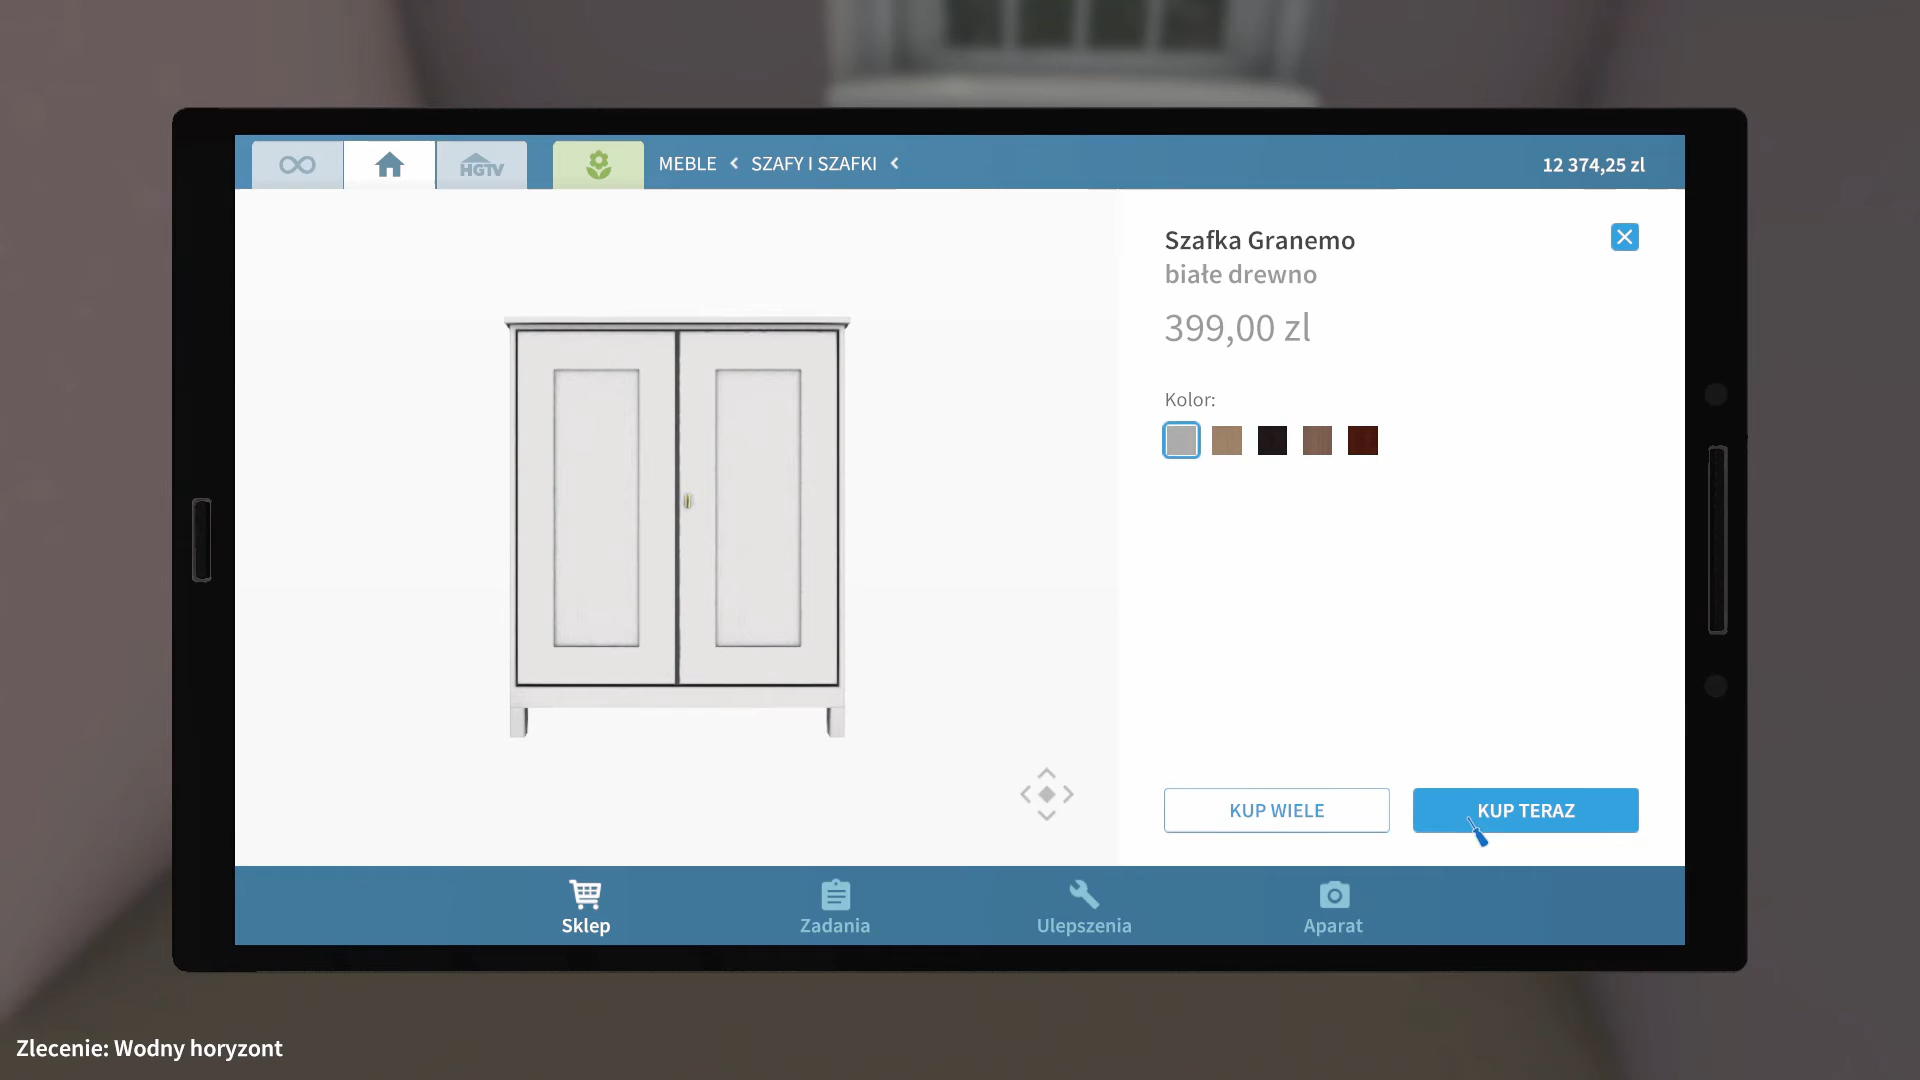 HGTV
MEBLE < SZAFY I SZAFKI <
12 374,25 zl
Szafka Granemo
białe drewno
399,00 zl
Kolor:
KUP WIELE
KUP TERAZ
Sklep
Zadania
Ulepszenia
Aparat
Zlecenie: Wodny horyzont